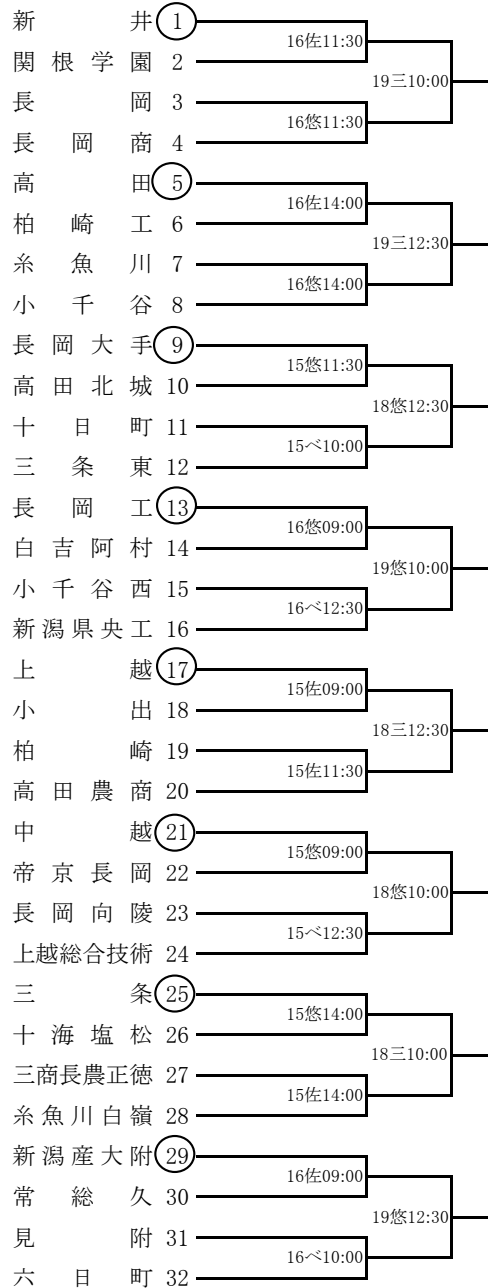 新井 1
16佐11:30
関根学園 2
19三10:00
長岡 3
16悠11:30
長岡商 4
高田 5
16佐14:00
柏崎工 6
19三12:30
糸魚川 7
16悠14:00
小千谷 8
長岡大手 9
15悠11:30
高田北城 10
18悠12:30
十日町 11
15べ10:00
三条東 12
長岡工 13
16悠09:00
白吉阿村 14
19悠10:00
小千谷西 15
16べ12:30
新潟県央工 16
上越 17
15佐09:00
小出 18
18三12:30
柏崎 19
15佐11:30
高田農商 20
中越 21
15悠09:00
帝京長岡 22
18悠10:00
長岡向陵 23
15べ12:30
上越総合技術 24
三条 25
15悠14:00
十海塩松 26
18三10:00
三商長農正徳 27
15佐14:00
糸魚川白嶺 28
新潟産大附 29
16佐09:00
常総久 30
19悠12:30
見附 31
16べ10:00
六日町 32